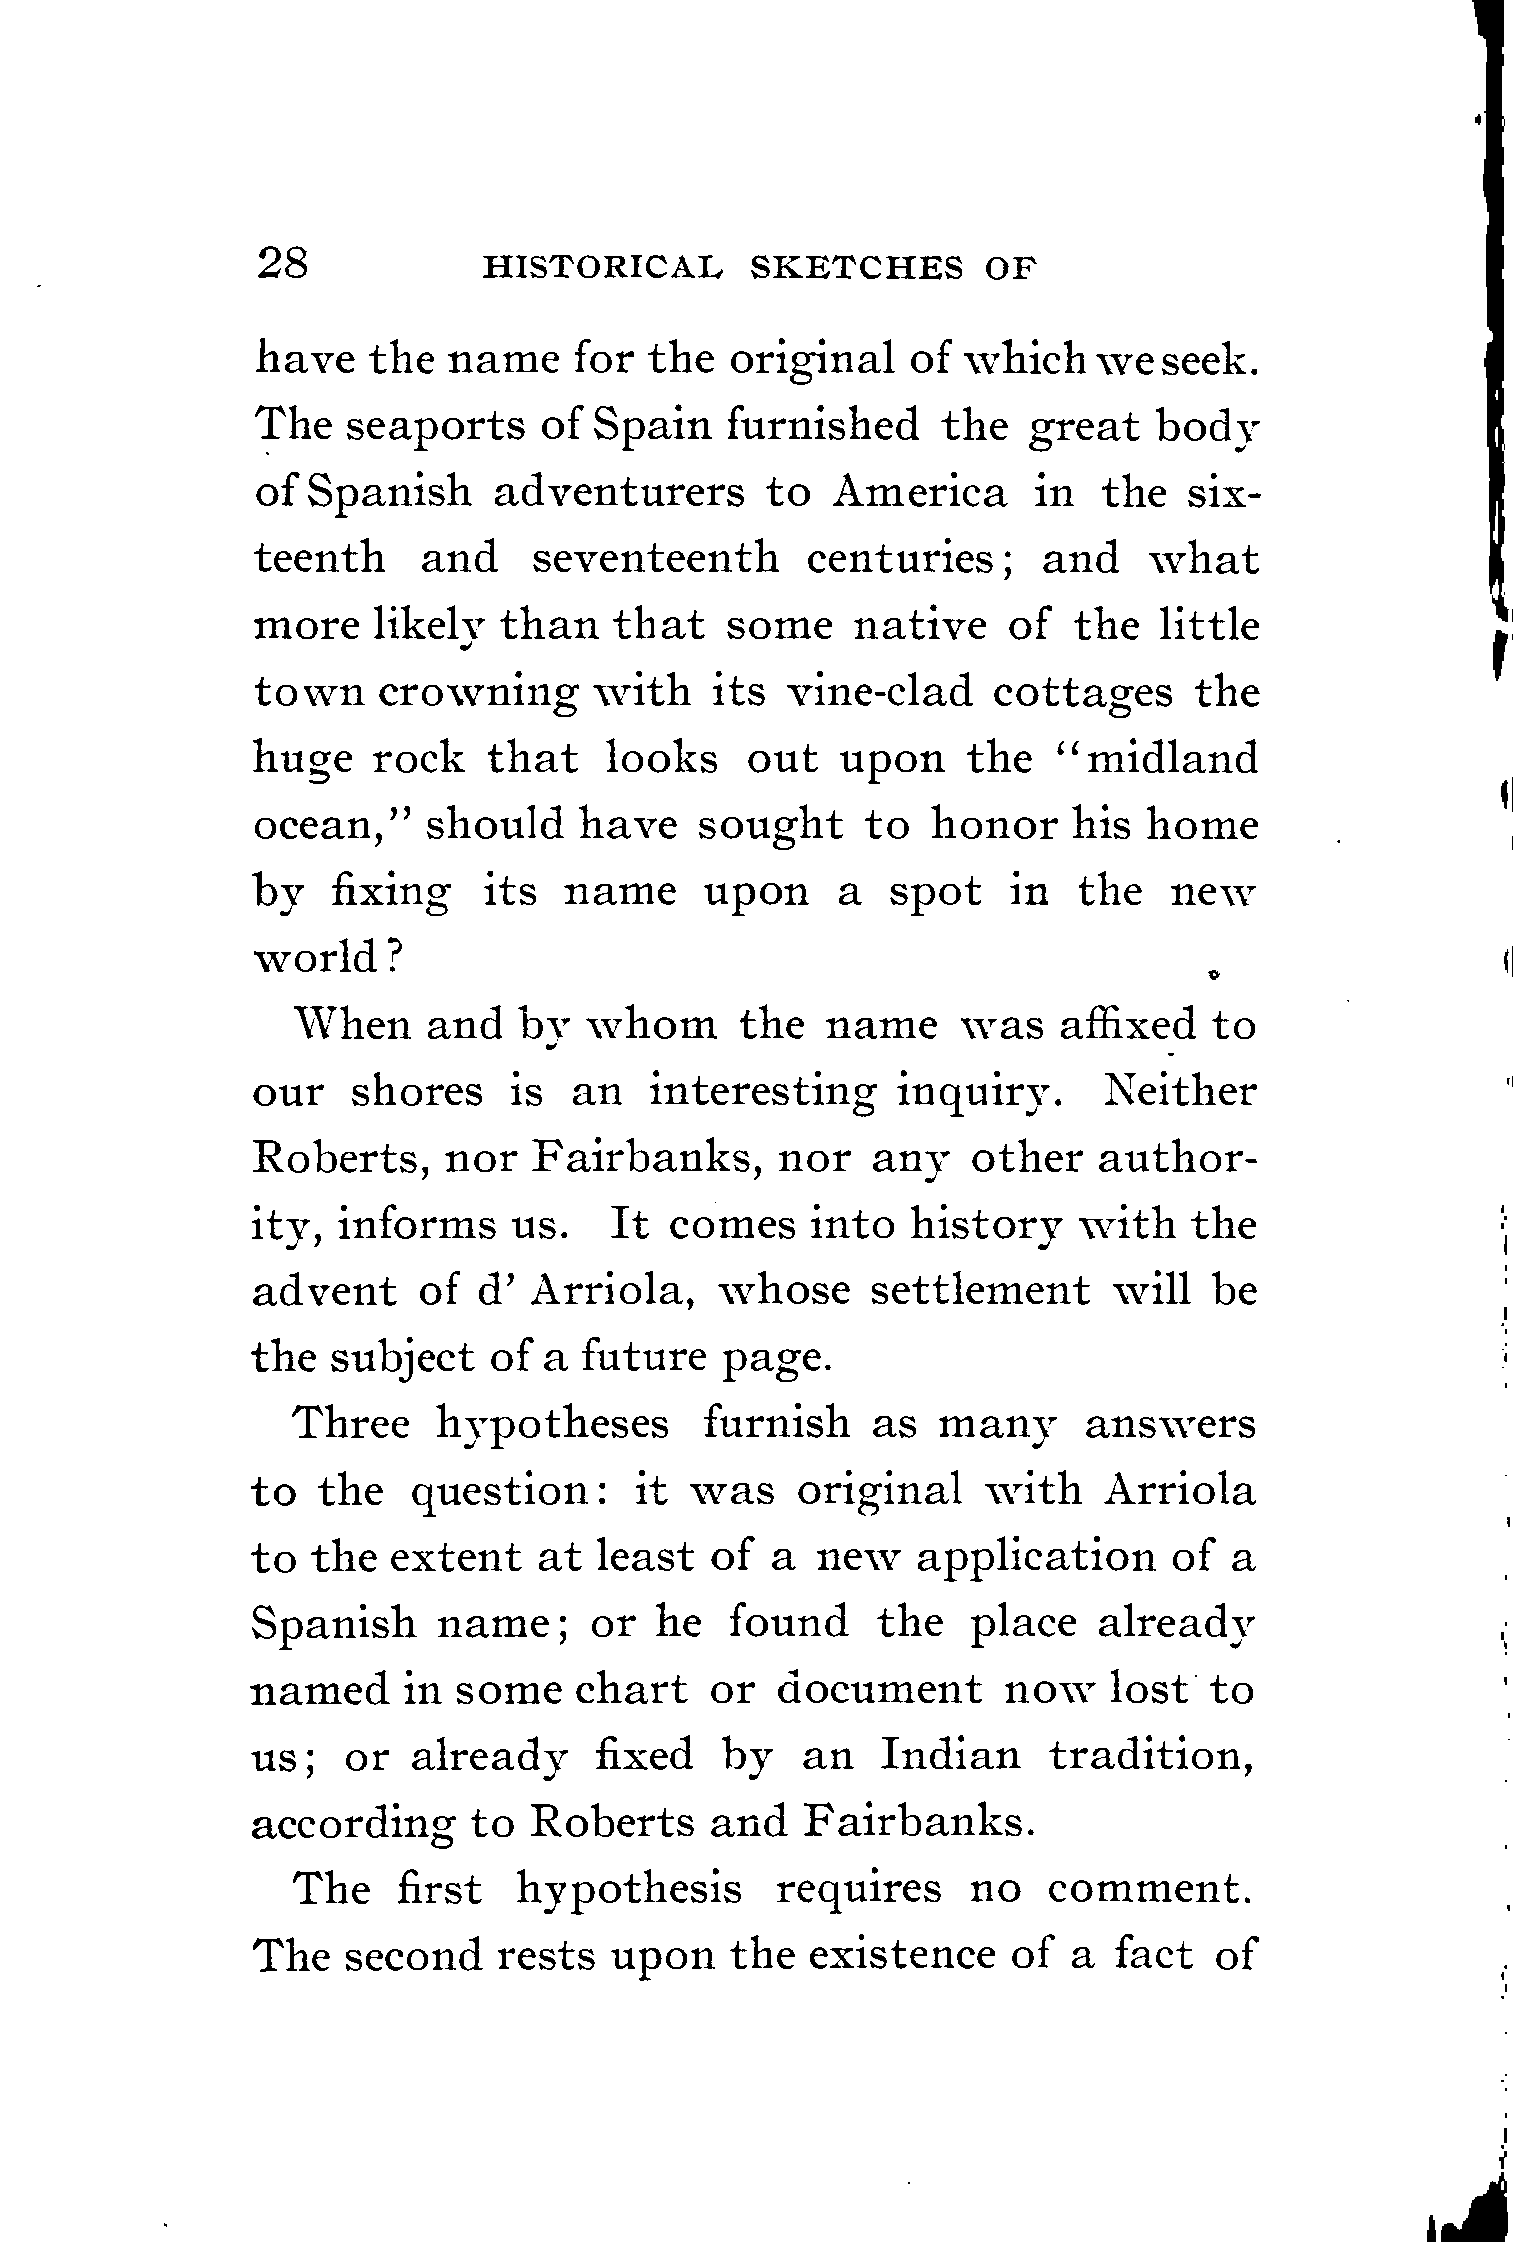 28 HISTORICAL SKETCHES OF
have the name for the original of which we seek.
The seaports of Spain furnished the great body
of Spanish adventurers to America in the six-
teenth and seventeenth centuries; and what
more likely than that some native of the little
town crowning with its vine-clad cottages the
huge rock that looks out upon the "midland
ocean," should have sought to honor his home
by fixing its name upon a spot in the new
world?
When and by whom the name was affixed to
our shores is an interesting inquiry. Neither
Roberts, nor Fairbanks, nor any other author-
ity, informs us. It comes into history with the
advent of d' Arriola, whose settlement will be
the subject of a future page.
Three hypotheses furnish as many answers
to the question: it was original with Arriola
to the extent at least of a new application of a
Spanish name; or he found the place already
named in some chart or document now lost to
us; or already fixed by an Indian tradition,
according to Roberts and Fairbanks.
The first hypothesis requires no comment.
The second rests upon the existence of a fact of